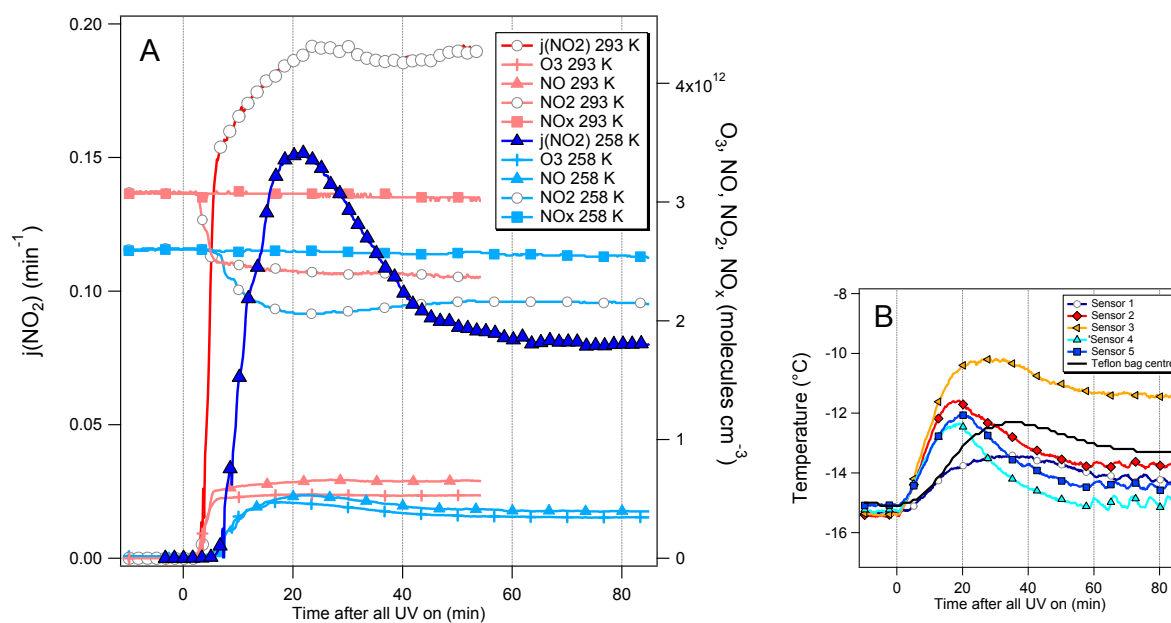 A
0.20
0.15
0.10
0.05
0.00
j(NO2) (min-1)
j(NO2) 293 K
O3 293 K
NO 293 K
NO2 293 K
NOx 293 K
j(NO2) 258 K
O3 258 K
NO 258 K
NO2 258 K
NOx 258 K
4x10^12
3
2
1
0
O3, NO, NO2, NOx (molecules cm-3)
0 20 40 60 80
Time after all UV on (min)
B
-8
-10
-12
-14
-16
Temperature (°C)
Sensor 1
Sensor 2
Sensor 3
'Sensor 4
Sensor 5
Teflon bag centre
0 20 40 60 80
Time after all UV on (min)